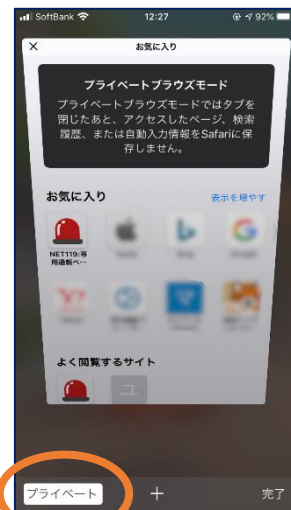 SoftBank 12:27 92%
× お気に入り
プライベートブラウズモード
プライベートブラウズモードではタブを
閉じたあと、アクセスしたページ、検索
履歴、または自動入力情報をSafariに保
存しません。
お気に入り 表示を増やす
NET119:専
用通報ペ…
よく閲覧するサイト
ユ
プライベート + 完了